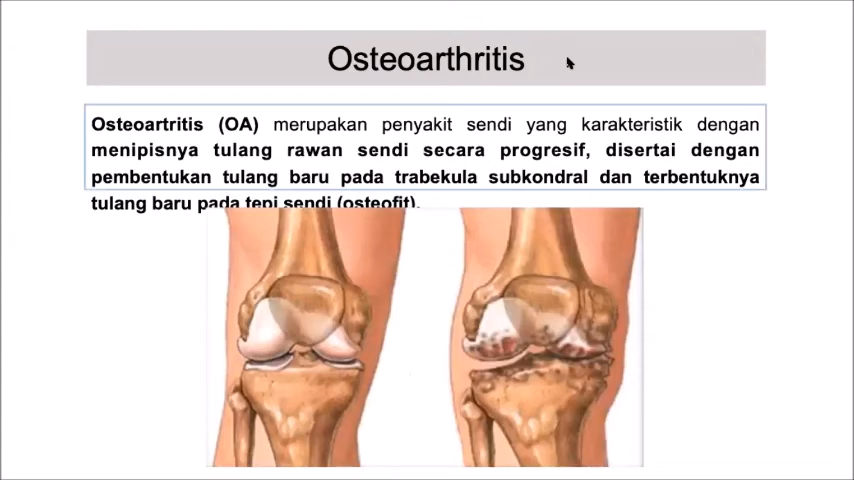 Osteoarthritis
Osteoartritis (OA) merupakan penyakit sendi yang karakteristik dengan
menipisnya tulang rawan sendi secara progresif, disertai dengan
pembentukan tulang baru pada trabekula subkondral dan terbentuknya
tulang baru pada tepi sendi (osteofit).